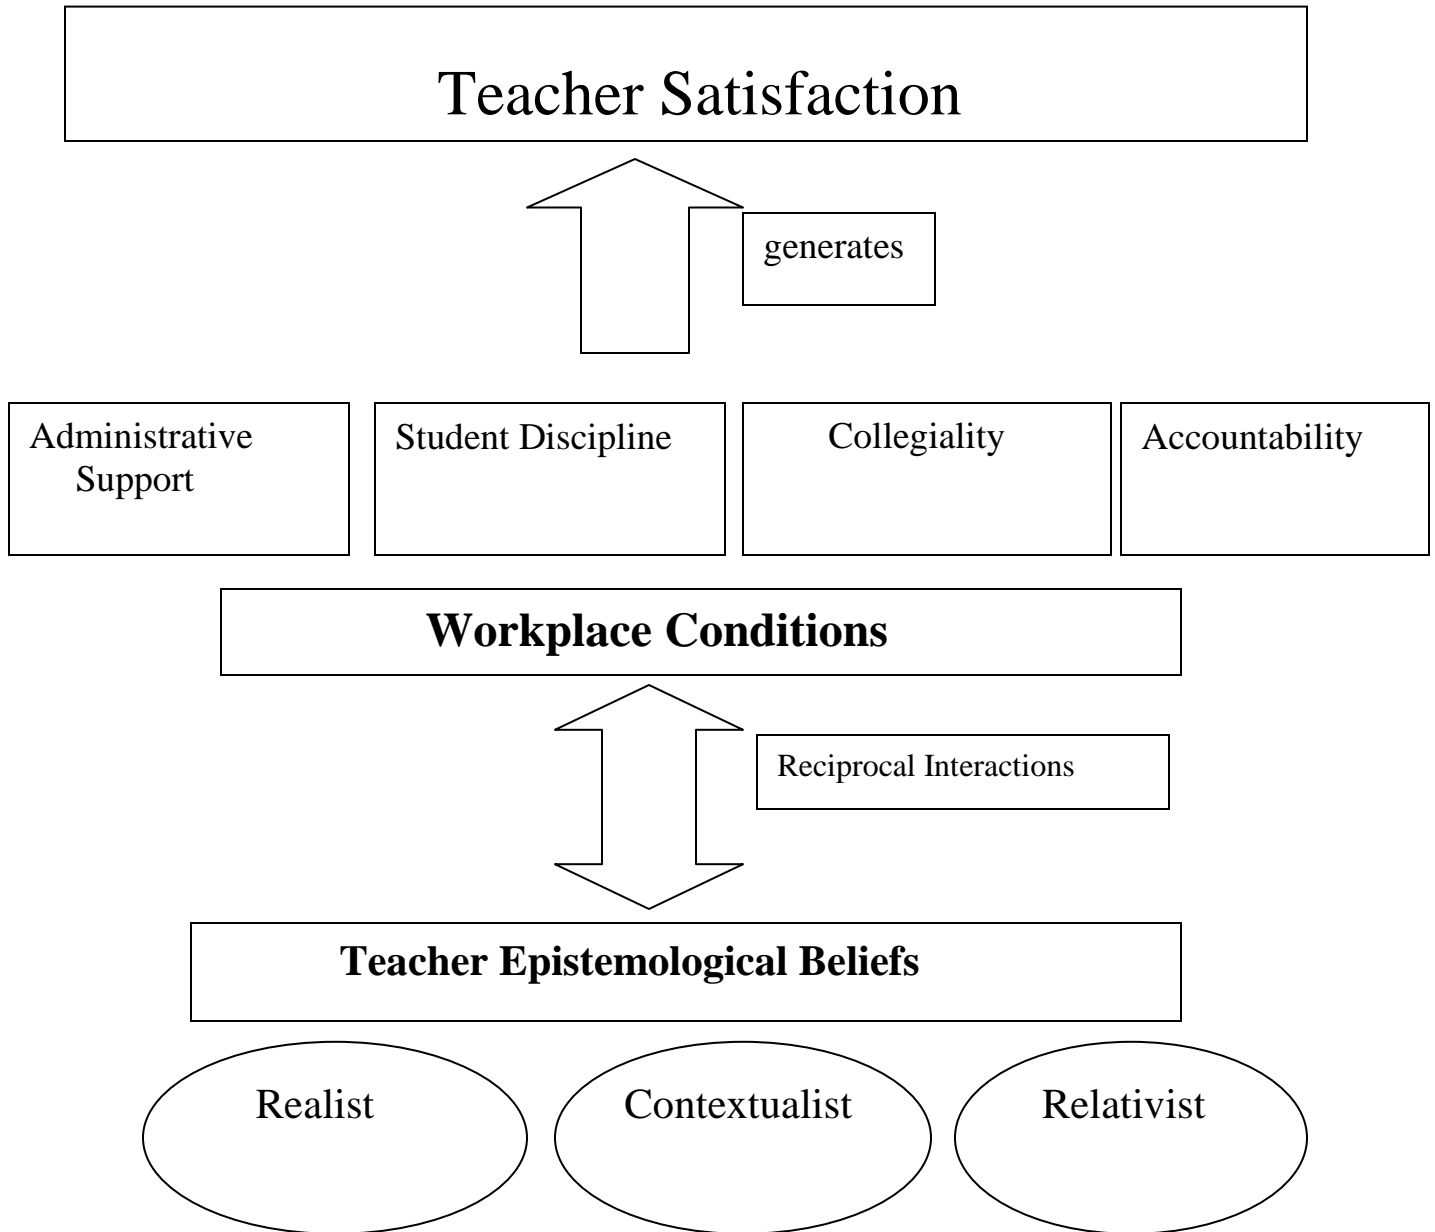 Teacher Satisfaction
generates
Administrative
Support
Student Discipline
Collegiality
Accountability
Workplace Conditions
Reciprocal Interactions
Teacher Epistemological Beliefs
Realist
Contextualist
Relativist